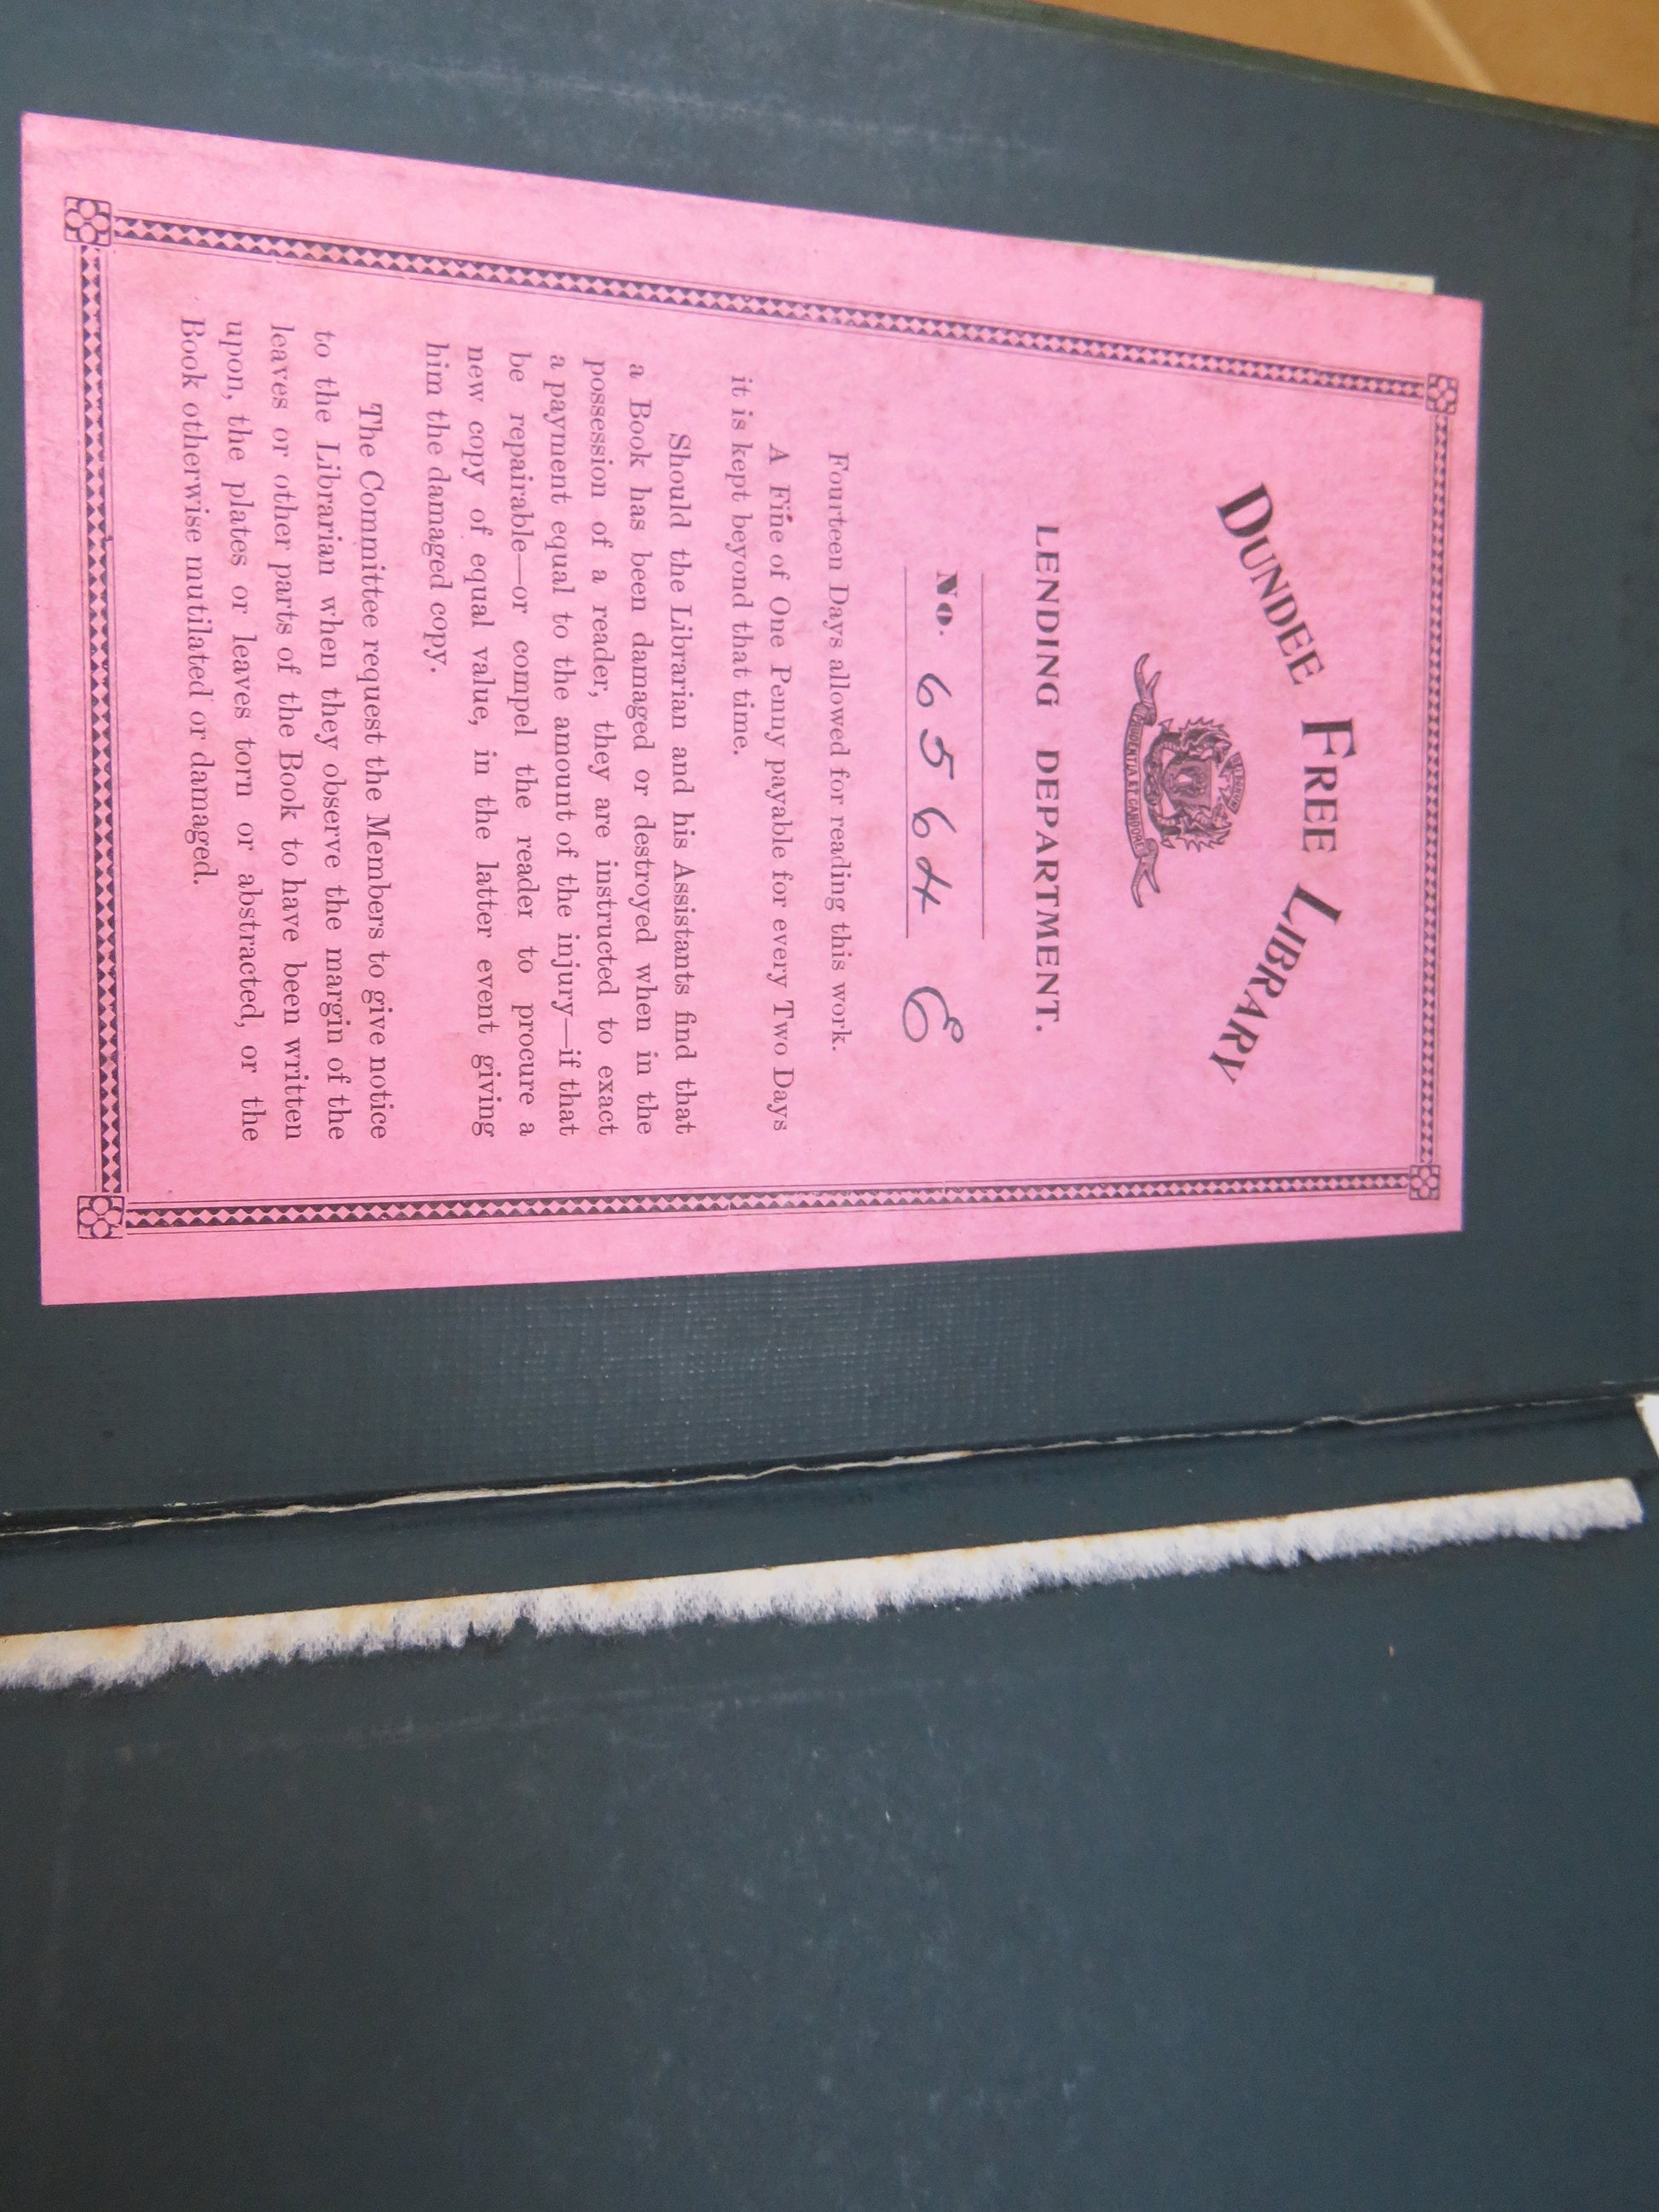 DUNDEE FREE LIBRARY
PRUDENTIA ET CANDORE
LENDING DEPARTMENT.
No. 65644 E
Fourteen Days allowed for reading this work.
A Fine of One Penny payable for every Two Days
it is kept beyond that time.
Should the Librarian and his Assistants find that
a Book has been damaged or destroyed when in the
possession of a reader, they are instructed to exact
a payment equal to the amount of the injury—if that
be repairable—or compel the reader to procure a
new copy of equal value, in the latter event giving
him the damaged copy.
The Committee request the Members to give notice
to the Librarian when they observe the margin of the
leaves or other parts of the Book to have been written
upon, the plates or leaves torn or abstracted, or the
Book otherwise mutilated or damaged.